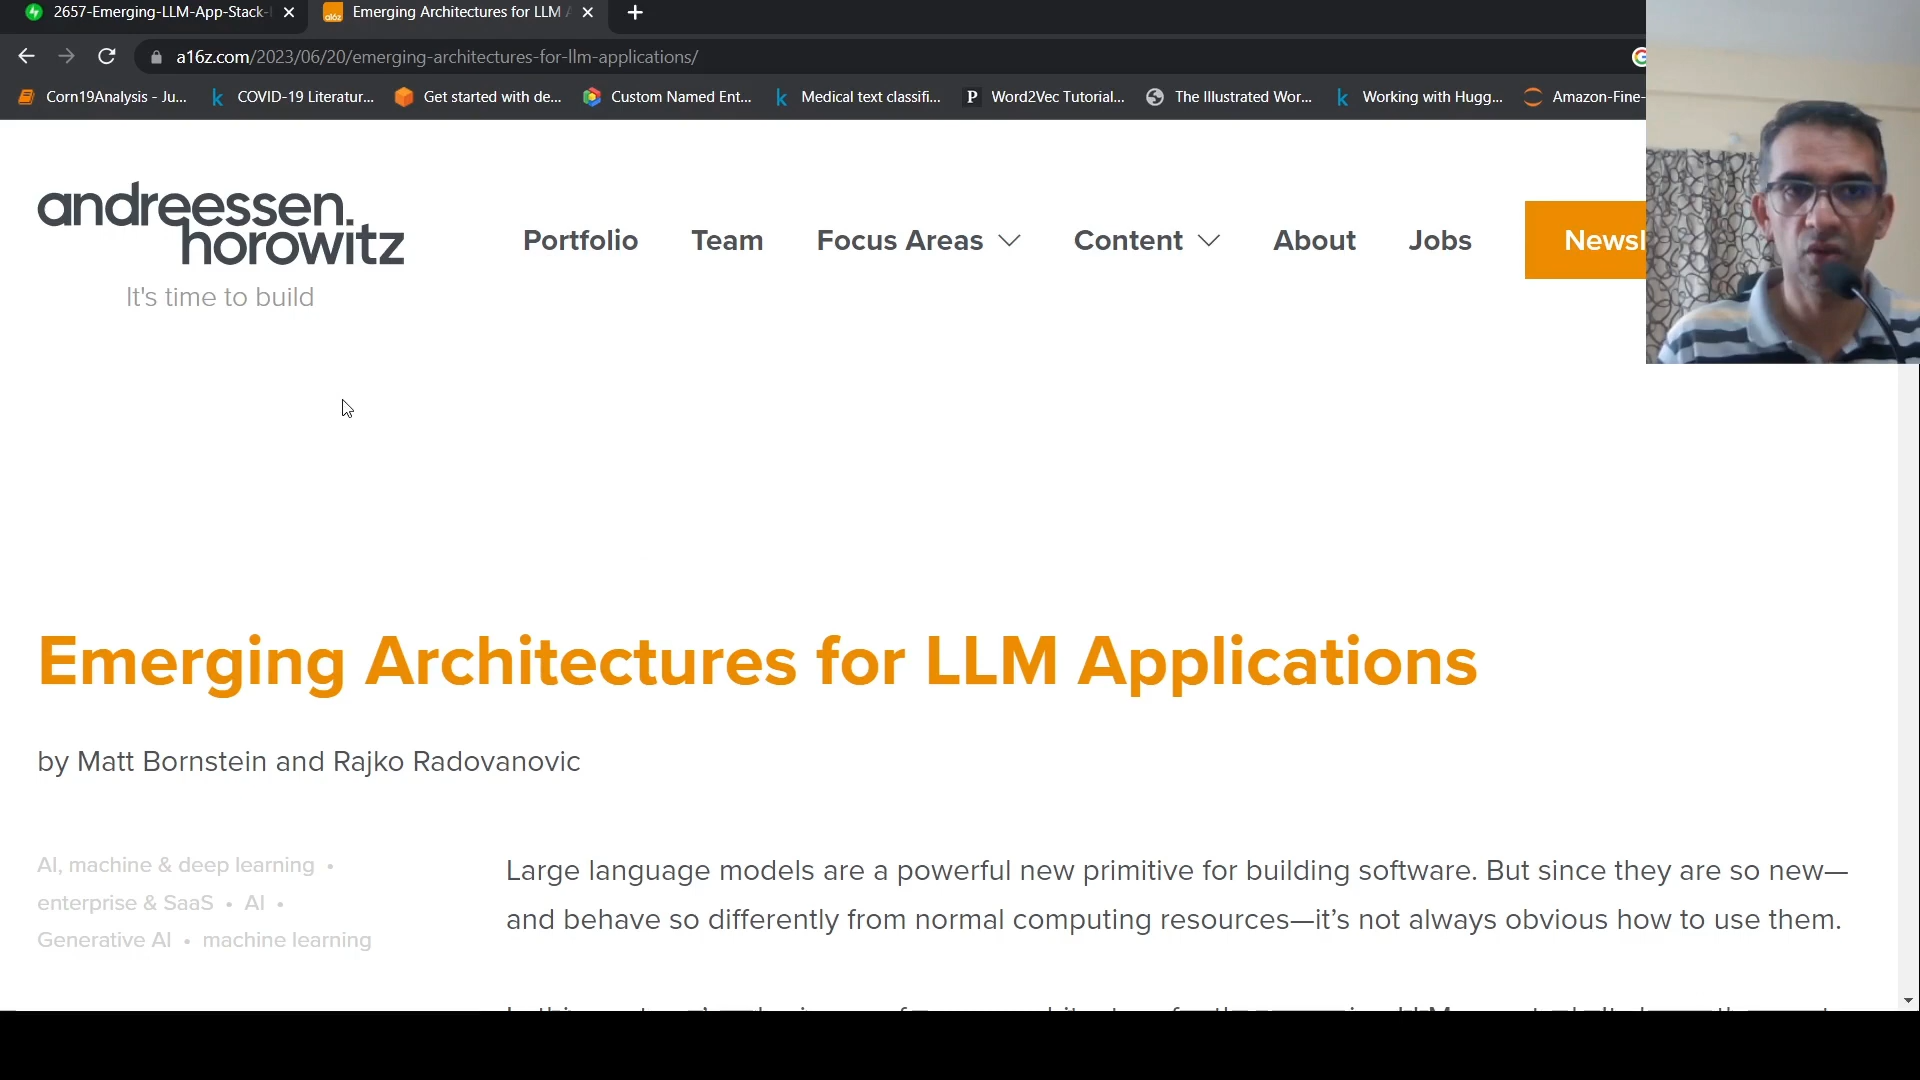 2657-Emerging-LLM-App-Stack-
Emerging Architectures for LLM
a16z.com/2023/06/20/emerging-architectures-for-llm-applications/
Corn19Analysis - Ju...
COVID-19 Literatur...
Get started with de...
Custom Named Ent...
Medical text classifi...
Word2Vec Tutorial...
The Illustrated Wor...
Working with Hugg...
Amazon-Fine-
andreessen.
horowitz
It's time to build
Portfolio
Team
Focus Areas
Content
About
Jobs
Newsl
Emerging Architectures for LLM Applications
by Matt Bornstein and Rajko Radovanovic
AI, machine & deep learning •
enterprise & SaaS • AI •
Generative AI • machine learning
Large language models are a powerful new primitive for building software. But since they are so new—
and behave so differently from normal computing resources—it’s not always obvious how to use them.